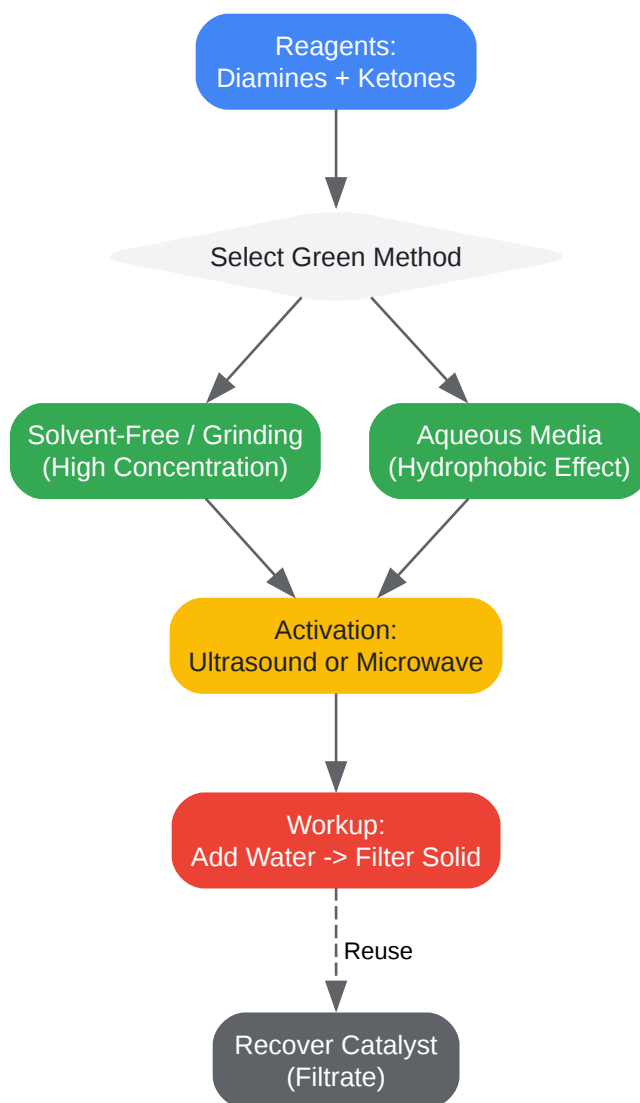 Reagents:
Diamines + Ketones
Select Green Method
Solvent-Free / Grinding
(High Concentration)
Aqueous Media
(Hydrophobic Effect)
Activation:
Ultrasound or Microwave
Workup:
Add Water -> Filter Solid
Reuse
Recover Catalyst
(Filtrate)